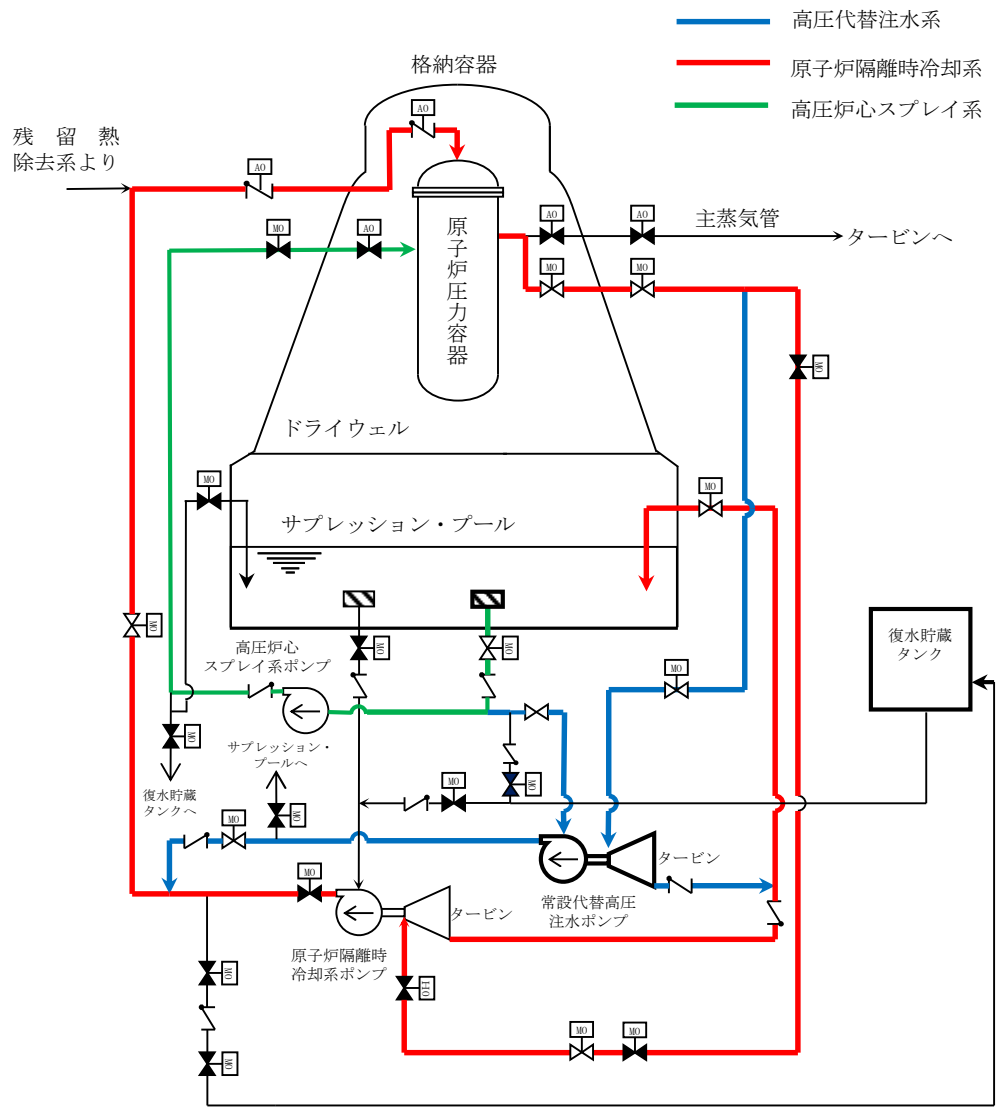 高圧代替注水系
原子炉隔離時冷却系
高圧炉心スプレイ系
格納容器
AO
残 留 熱
除去系より
AO
MO
AO
原子炉圧力容器
AO
AO
主蒸気管
タービンへ
MO
MO
MO
ドライウェル
MO
MO
サプレッション・プール
MO
高圧炉心
スプレイ系ポンプ
MO
MO
MO
復水貯蔵
タンク
MO
サプレッション・
プールへ
MO
MO
復水貯蔵
タンクへ
MO
MO
タービン
常設代替高圧
注水ポンプ
MO
タービン
原子炉隔離時
冷却系ポンプ
MO
HO
MO
MO
MO